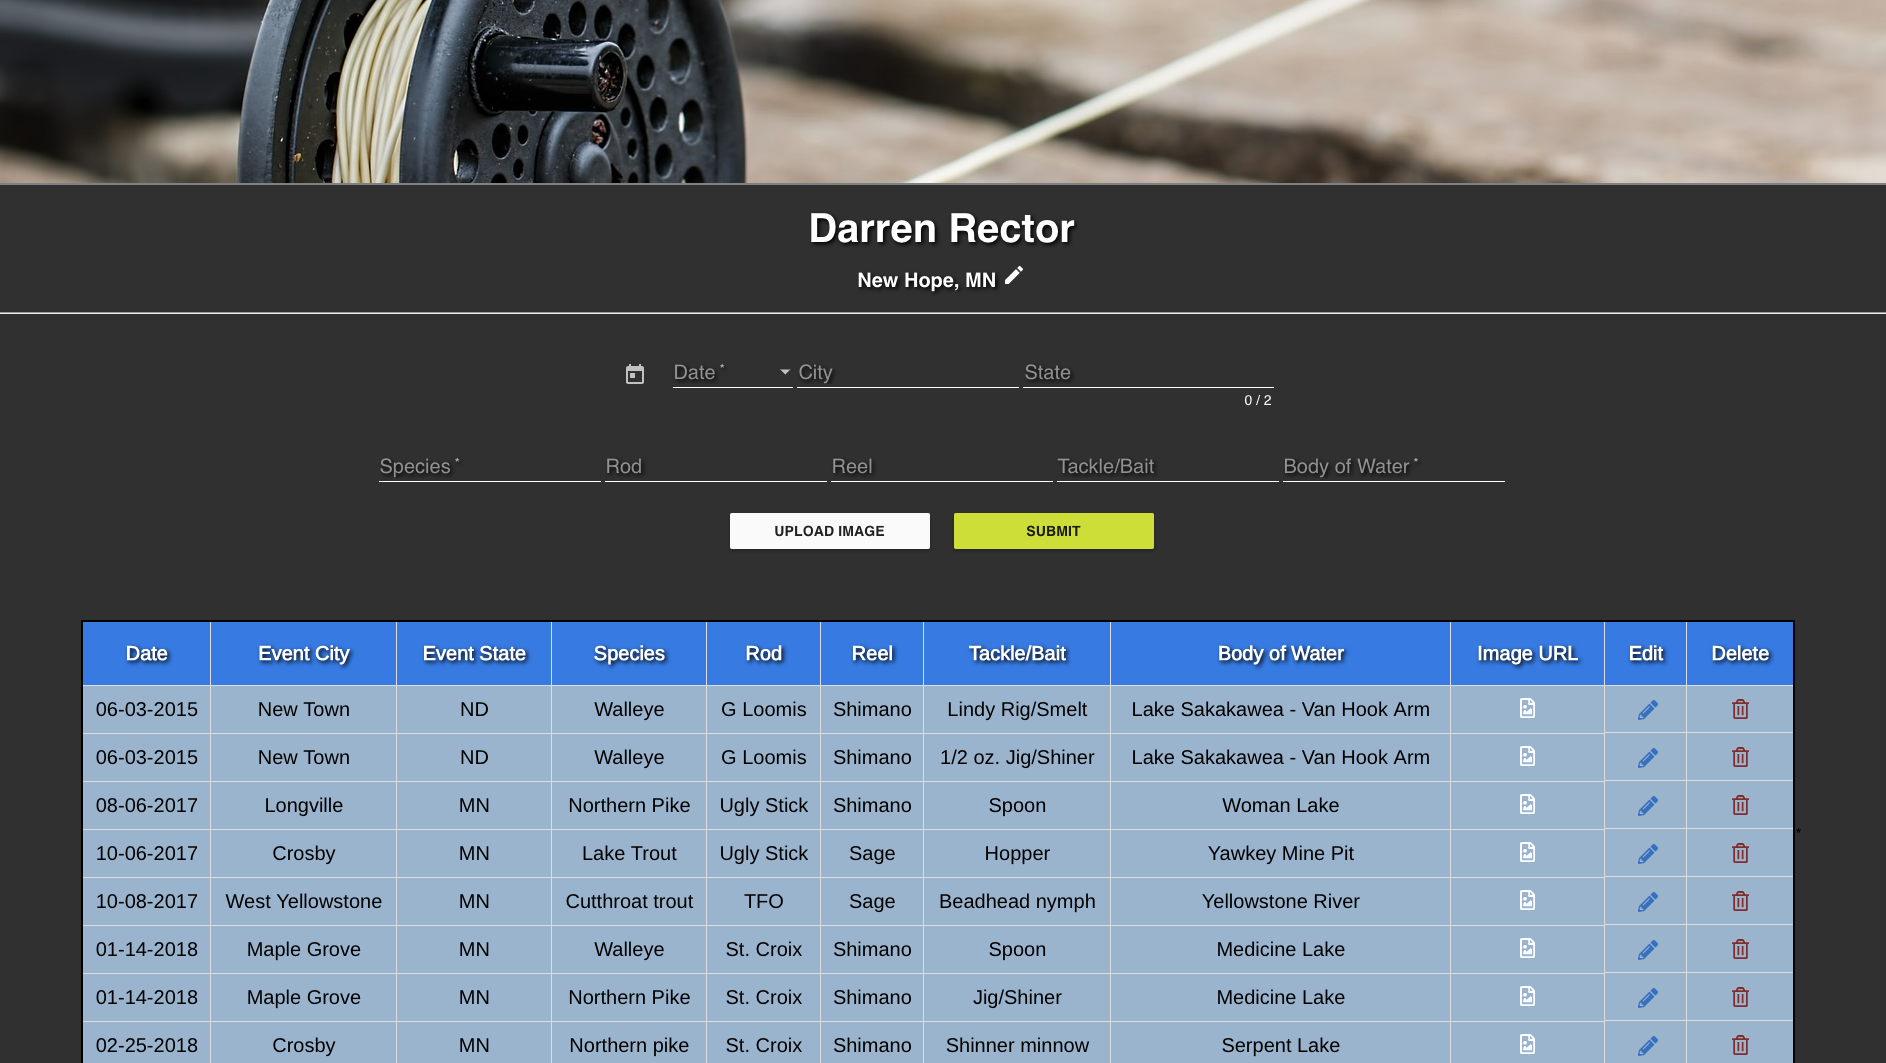 Darren Rector
New Hope, MN
Date * City State
0 / 2
Species * Rod Reel Tackle/Bait Body of Water *
UPLOAD IMAGE SUBMIT
Date Event City Event State Species Rod Reel Tackle/Bait Body of Water Image URL Edit Delete
06-03-2015 New Town ND Walleye G Loomis Shimano Lindy Rig/Smelt Lake Sakakawea - Van Hook Arm
06-03-2015 New Town ND Walleye G Loomis Shimano 1/2 oz. Jig/Shiner Lake Sakakawea - Van Hook Arm
08-06-2017 Longville MN Northern Pike Ugly Stick Shimano Spoon Woman Lake
*
10-06-2017 Crosby MN Lake Trout Ugly Stick Sage Hopper Yawkey Mine Pit
10-08-2017 West Yellowstone MN Cutthroat trout TFO Sage Beadhead nymph Yellowstone River
01-14-2018 Maple Grove MN Walleye St. Croix Shimano Spoon Medicine Lake
01-14-2018 Maple Grove MN Northern Pike St. Croix Shimano Jig/Shiner Medicine Lake
02-25-2018 Crosby MN Northern pike St. Croix Shimano Shinner minnow Serpent Lake